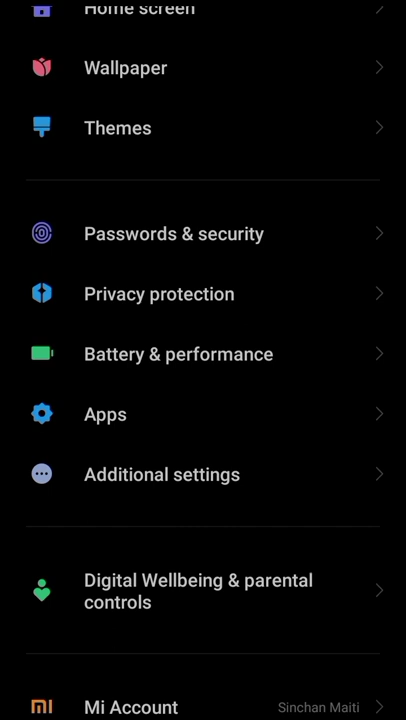 Home screen
Wallpaper
Themes
Passwords & security
Privacy protection
Battery & performance
Apps
Additional settings
Digital Wellbeing & parental
controls
Mi Account Sinchan Maiti